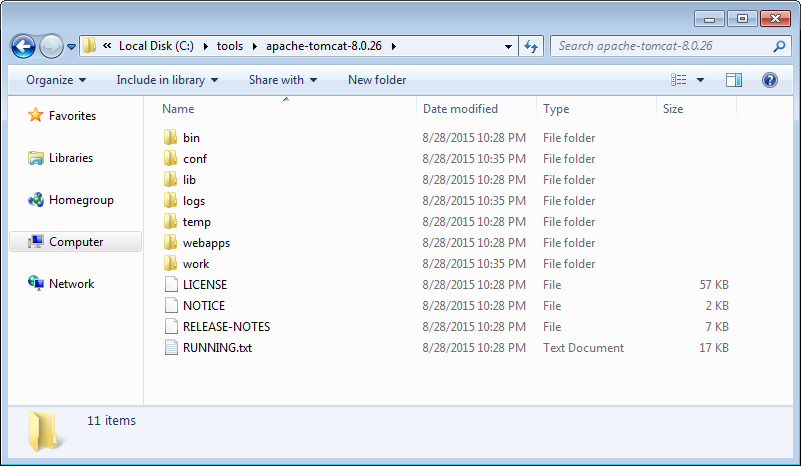 « Local Disk (C:) ▸ tools ▸ apache-tomcat-8.0.26 ▸ Search apache-tomcat-8.0.26
Organize Include in library Share with New folder
Favorites
Libraries
Homegroup
Computer
Network
Name Date modified Type Size
bin 8/28/2015 10:28 PM File folder
conf 8/28/2015 10:35 PM File folder
lib 8/28/2015 10:28 PM File folder
logs 8/28/2015 10:35 PM File folder
temp 8/28/2015 10:28 PM File folder
webapps 8/28/2015 10:28 PM File folder
work 8/28/2015 10:35 PM File folder
LICENSE 8/28/2015 10:28 PM File 57 KB
NOTICE 8/28/2015 10:28 PM File 2 KB
RELEASE-NOTES 8/28/2015 10:28 PM File 7 KB
RUNNING.txt 8/28/2015 10:28 PM Text Document 17 KB
11 items